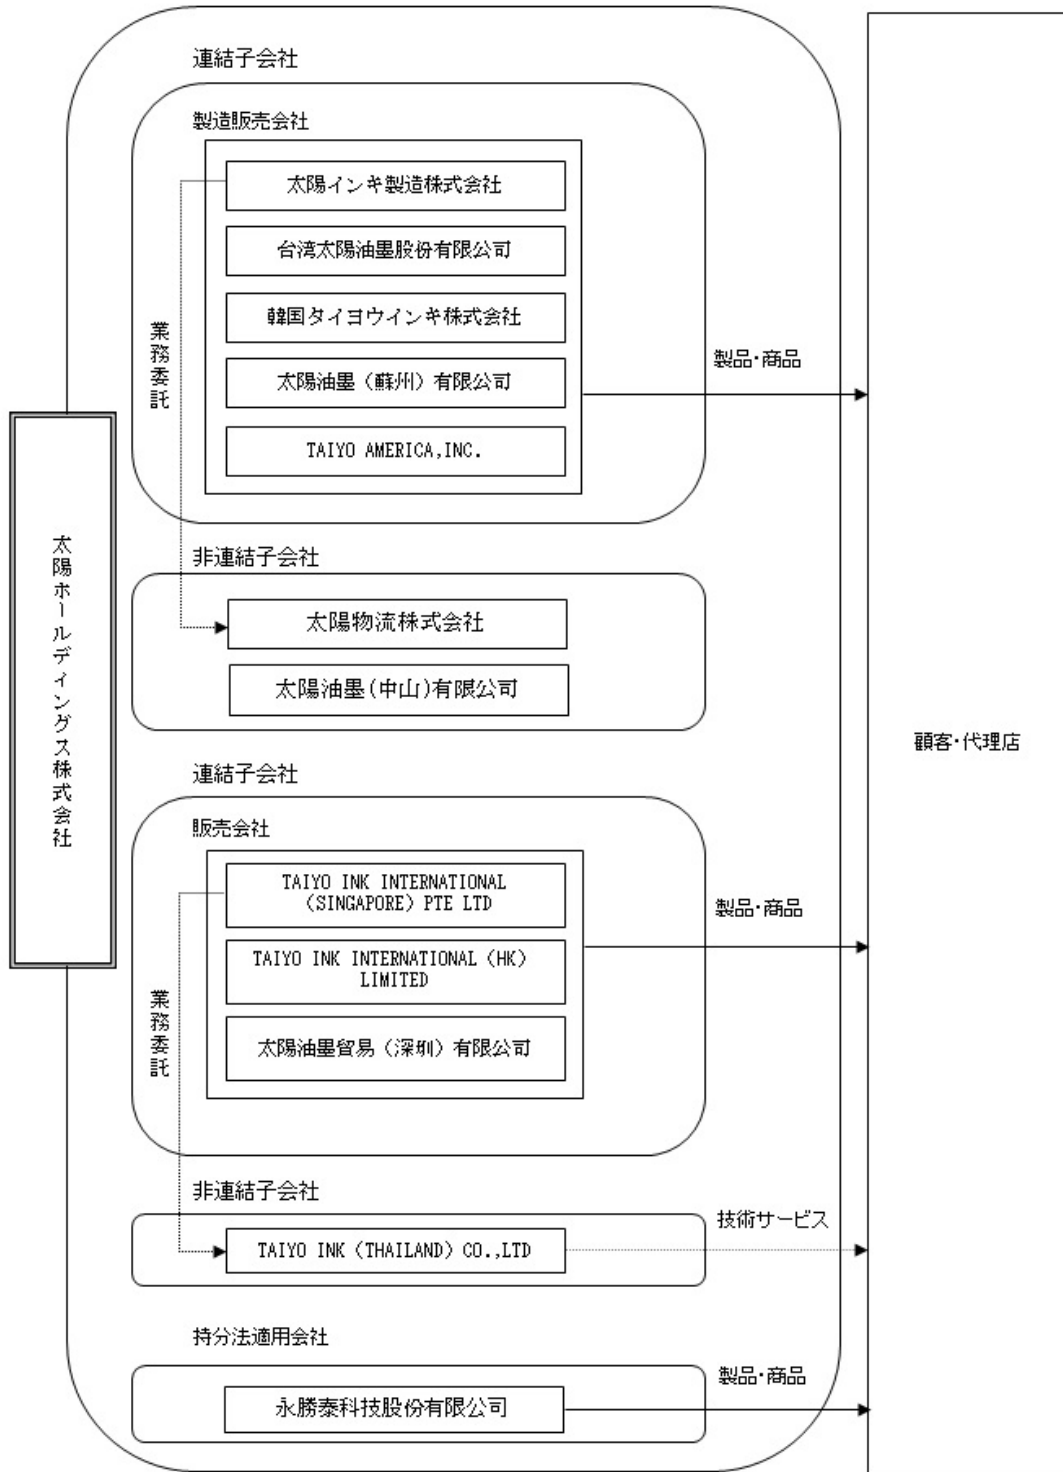 連結子会社
製造販売会社
太陽インキ製造株式会社
台湾太陽油墨股份有限公司
韓国タイヨウインキ株式会社
太陽油墨（蘇州）有限公司
TAIYO AMERICA,INC.
業務委託
製品・商品
非連結子会社
太陽物流株式会社
太陽油墨(中山)有限公司
太陽ホールディングス株式会社
顧客・代理店
連結子会社
販売会社
TAIYO INK INTERNATIONAL
(SINGAPORE) PTE LTD
TAIYO INK INTERNATIONAL (HK)
LIMITED
太陽油墨貿易（深圳）有限公司
業務委託
製品・商品
非連結子会社
TAIYO INK (THAILAND) CO.,LTD
技術サービス
持分法適用会社
永勝泰科技股份有限公司
製品・商品